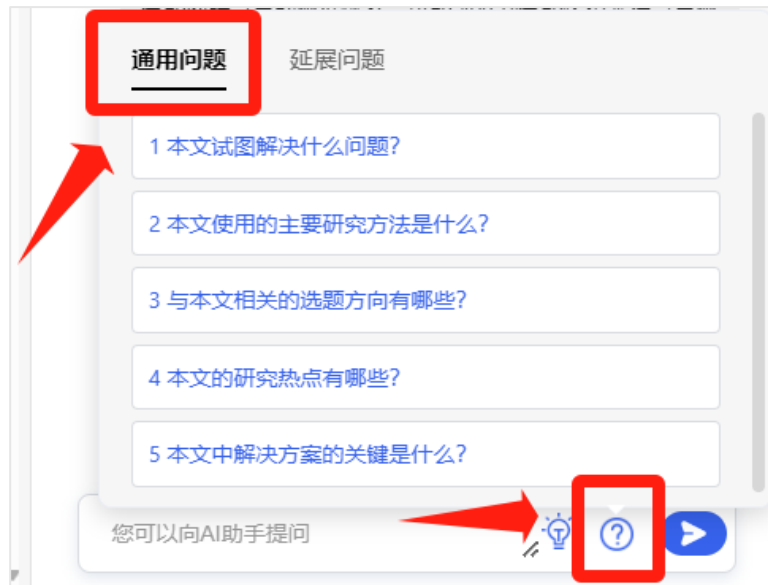 通用问题 延展问题
1 本文试图解决什么问题?
2 本文使用的主要研究方法是什么?
3 与本文相关的选题方向有哪些?
4 本文的研究热点有哪些?
5 本文中解决方案的关键是什么?
您可以向AI助手提问